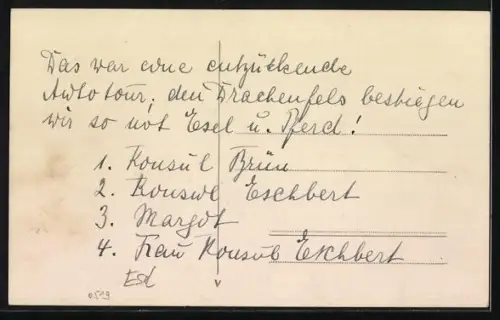 Das war eine entzückende
Autotour, den Drachenfels bestiegen
wir so mit Esel u. Pferd!
1. Konsul Brün
2. Konsul Eschbert
3. Margot
4. Frau Konsul Eschbert
Esel